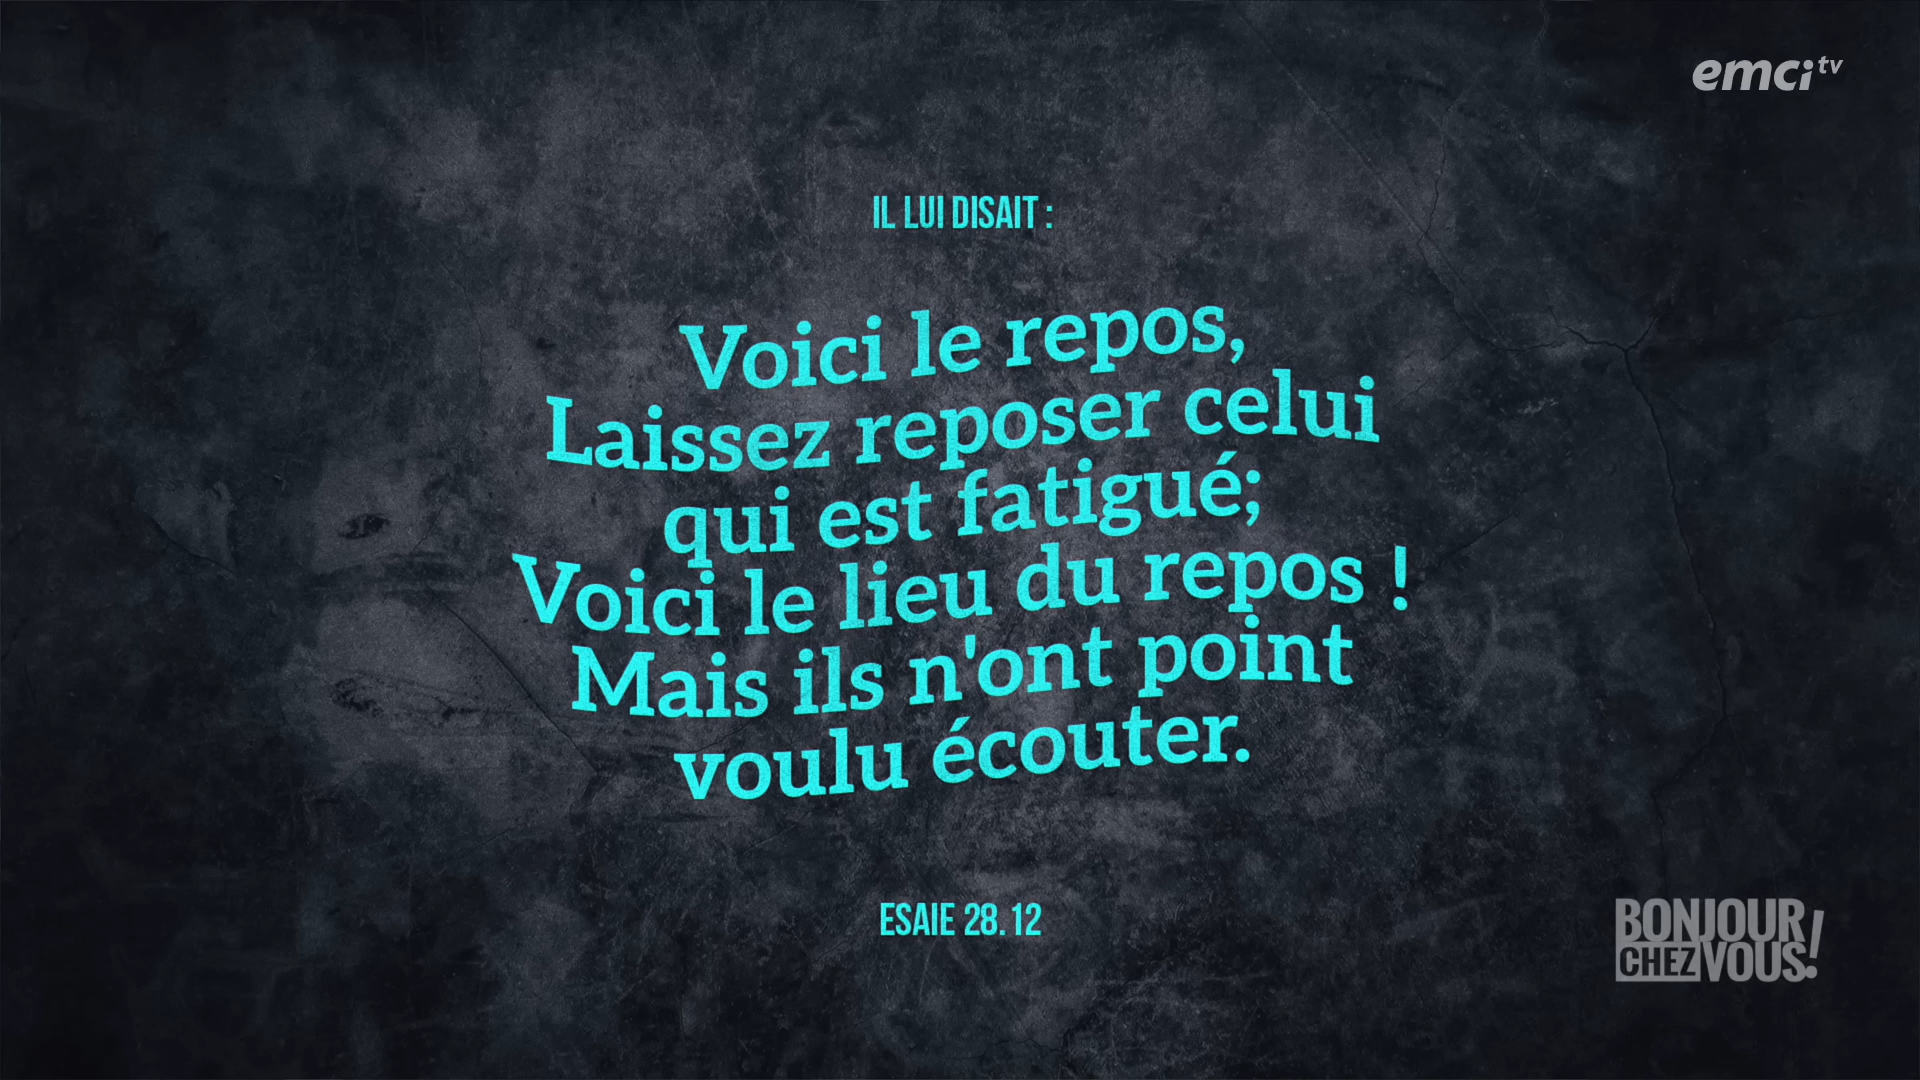 emci tv
IL LUI DISAIT :
Voici le repos,
Laissez reposer celui
qui est fatigué;
Voici le lieu du repos !
Mais ils n'ont point
voulu écouter.
ESAIE 28.12
BONJOUR
CHEZ VOUS!